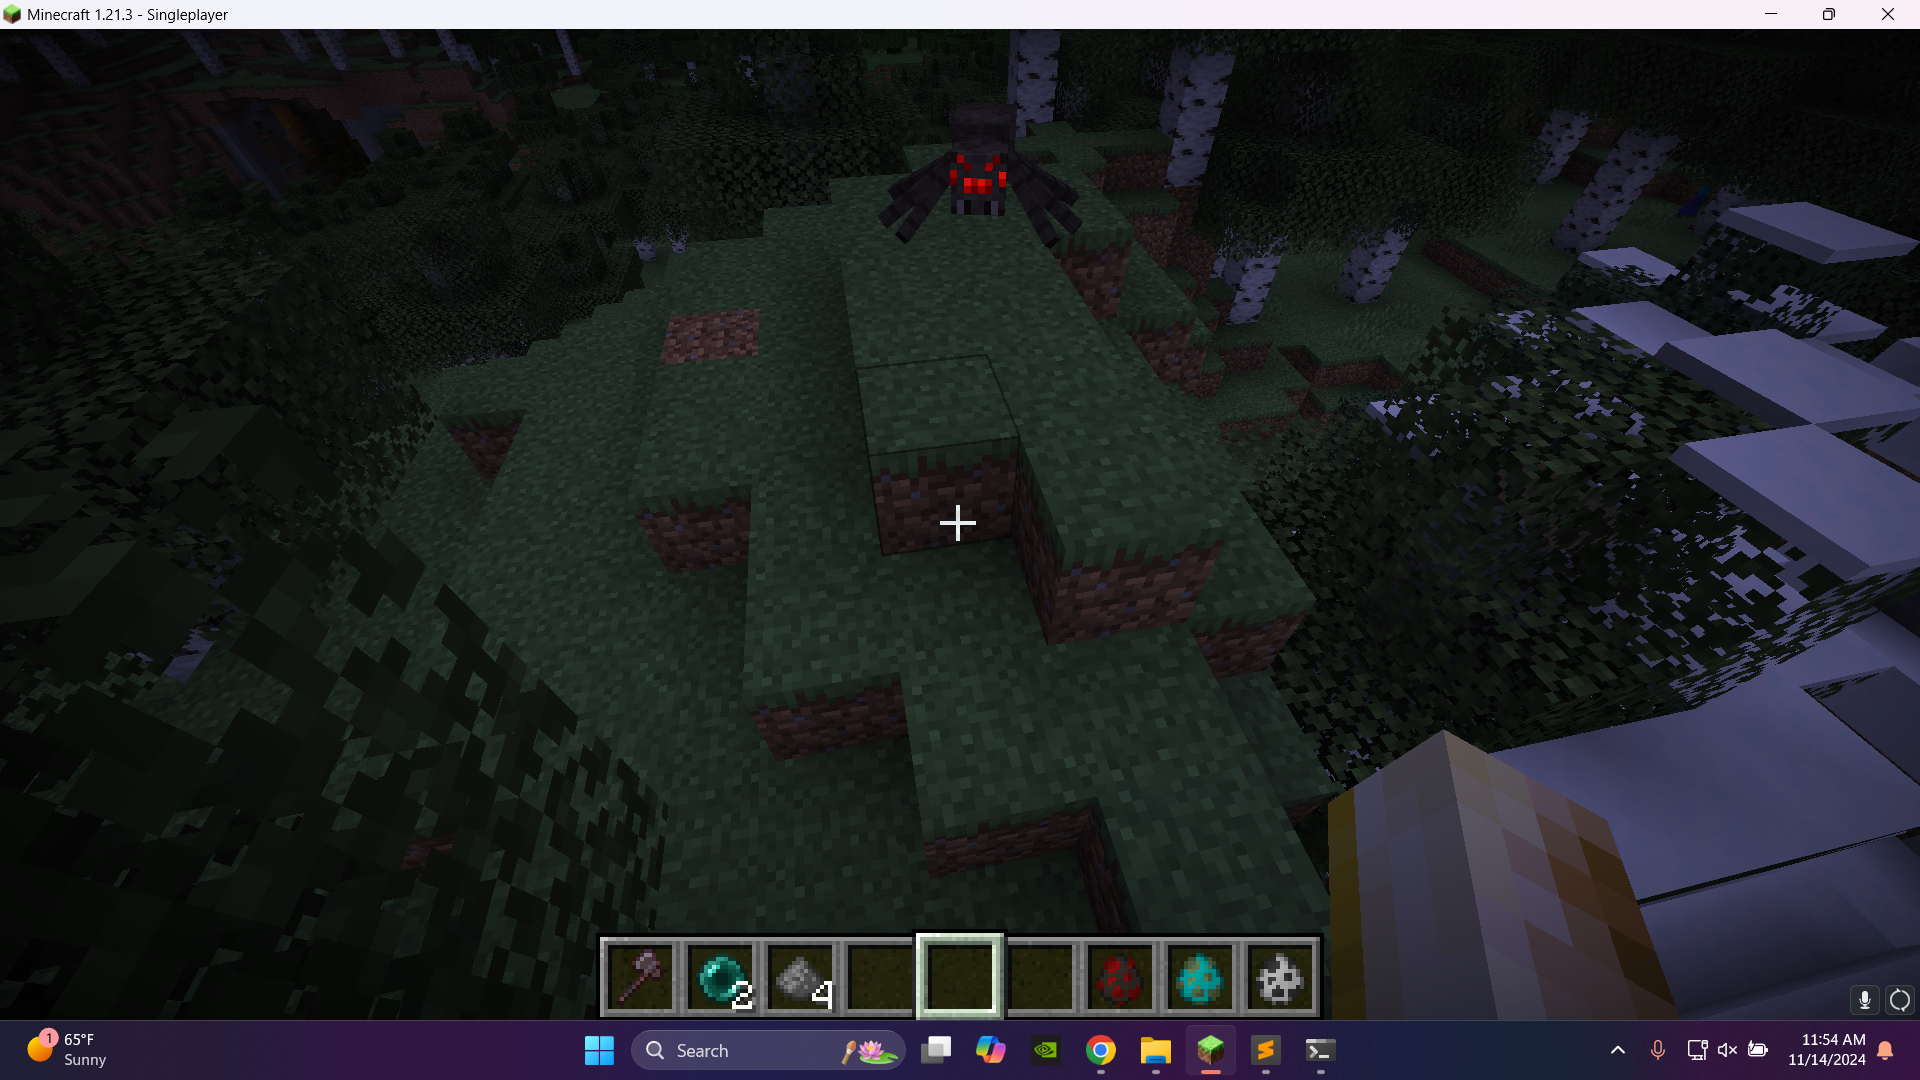 Minecraft 1.21.3 - Singleplayer
2
4
1
65°F
Sunny
Search
11:54 AM
11/14/2024